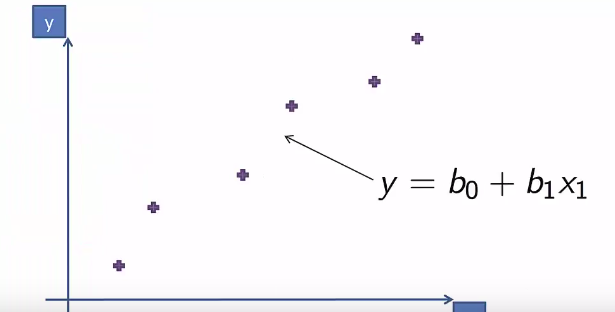 y
y = b₀ + b₁x₁